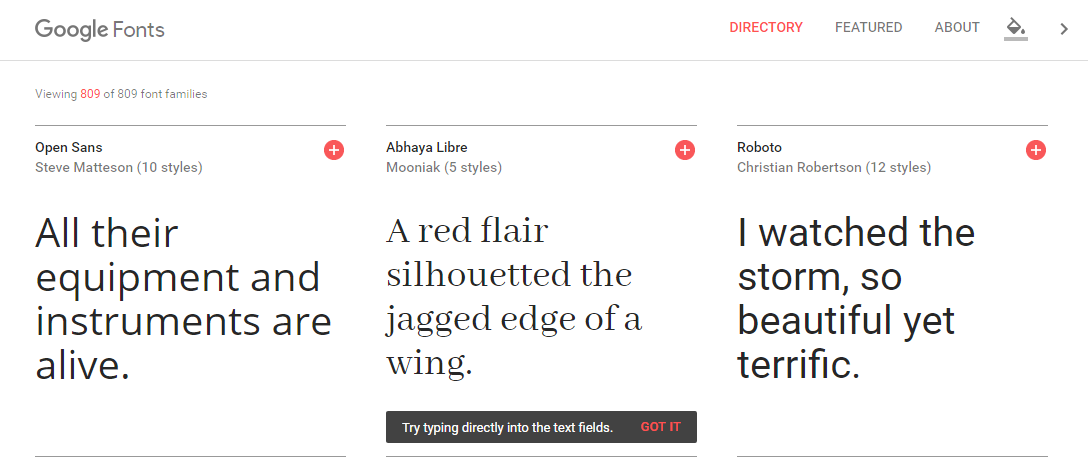 Google Fonts
DIRECTORY FEATURED ABOUT
Viewing 809 of 809 font families
Open Sans
Steve Matteson (10 styles)
All their
equipment and
instruments are
alive.
Abhaya Libre
Mooniak (5 styles)
A red flair
silhouetted the
jagged edge of a
wing.
Try typing directly into the text fields. GOT IT
Roboto
Christian Robertson (12 styles)
I watched the
storm, so
beautiful yet
terrific.